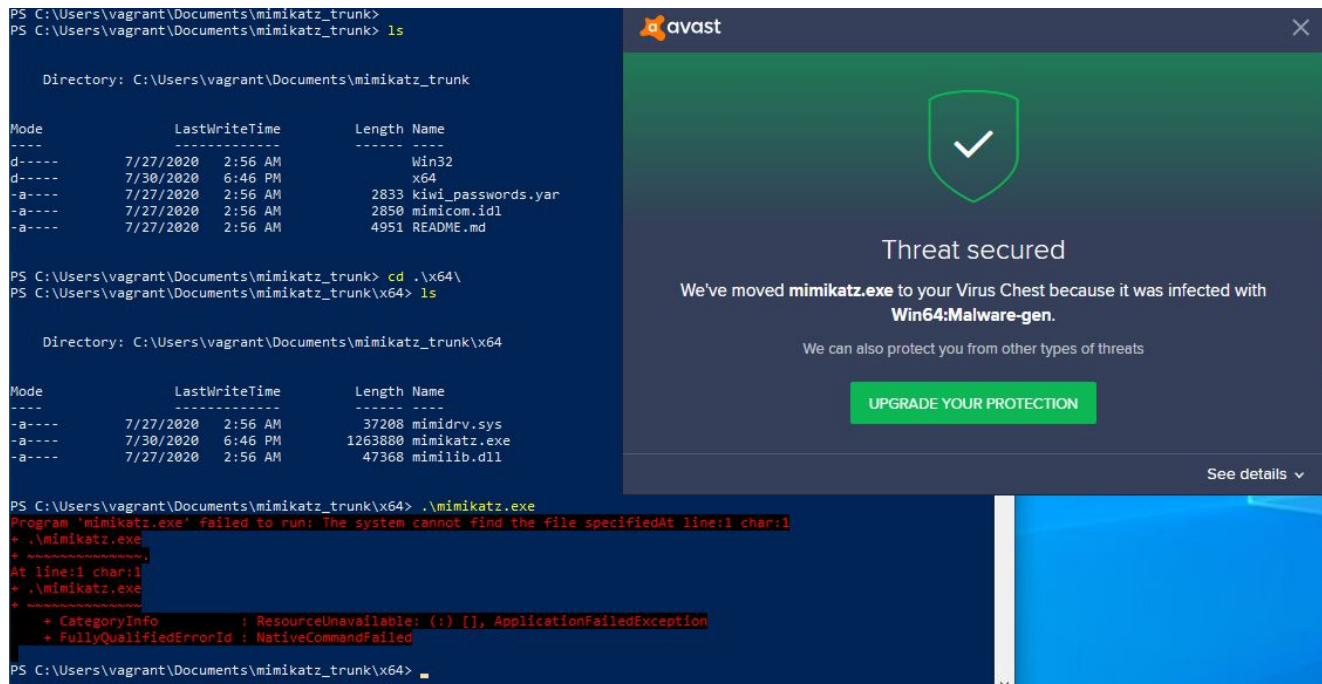 PS C:\Users\vagrant\Documents\mimikatz_trunk>
PS C:\Users\vagrant\Documents\mimikatz_trunk> ls
Directory: C:\Users\vagrant\Documents\mimikatz_trunk
Mode                LastWriteTime         Length Name
----                -------------         ------ ----
d-----        7/27/2020   2:56 AM                Win32
d-----        7/30/2020   6:46 PM                x64
-a----        7/27/2020   2:56 AM           2833 kiwi_passwords.yar
-a----        7/27/2020   2:56 AM           2850 mimicom.idl
-a----        7/27/2020   2:56 AM           4951 README.md
PS C:\Users\vagrant\Documents\mimikatz_trunk> cd .\x64\
PS C:\Users\vagrant\Documents\mimikatz_trunk\x64> ls
Directory: C:\Users\vagrant\Documents\mimikatz_trunk\x64
Mode                LastWriteTime         Length Name
----                -------------         ------ ----
-a----        7/27/2020   2:56 AM          37208 mimidrv.sys
-a----        7/30/2020   6:46 PM        1263880 mimikatz.exe
-a----        7/27/2020   2:56 AM          47368 mimilib.dll
PS C:\Users\vagrant\Documents\mimikatz_trunk\x64> .\mimikatz.exe
Program 'mimikatz.exe' failed to run: The system cannot find the file specifiedAt line:1 char:1
+ .\mimikatz.exe
+ ~~~~~~~~~~~~~~.
At line:1 char:1
+ .\mimikatz.exe
+ ~~~~~~~~~~~~~~
+ CategoryInfo          : ResourceUnavailable: (:) [], ApplicationFailedException
+ FullyQualifiedErrorId : NativeCommandFailed
PS C:\Users\vagrant\Documents\mimikatz_trunk\x64>
avast
Threat secured
We've moved mimikatz.exe to your Virus Chest because it was infected with
Win64:Malware-gen.
We can also protect you from other types of threats
UPGRADE YOUR PROTECTION
See details